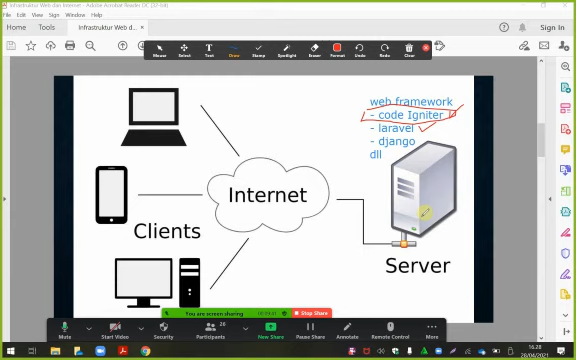 Infrastruktur Web dan Internet - Adobe Acrobat Reader DC (32-bit)
File Edit View Sign Window Help
Home Tools Infrastruktur Web d... × Sign In
Mouse Select Text Draw Stamp Spotlight Eraser Format Undo Redo Clear
web framework
- code Igniter
- laravel
- django
dll
Internet
Clients
Server
You are screen sharing Stop Share
Mute Start Video Security Participants 28 New Share Pause Share Annotate Remote Control More
16.28
28/04/2021